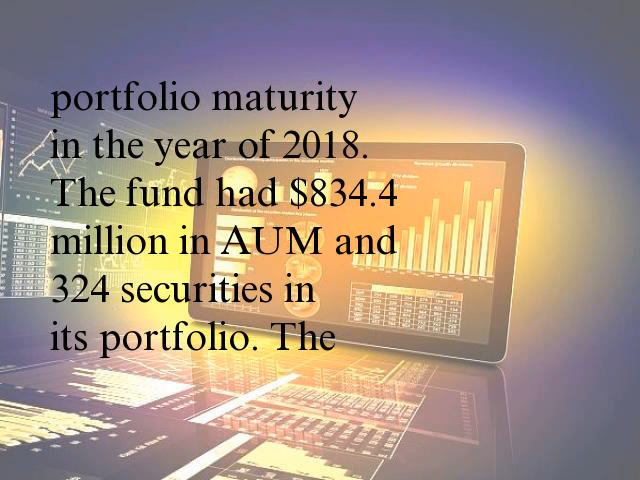 portfolio maturity
in the year of 2018.
The fund had $834.4
million in AUM and
324 securities in
its portfolio. The